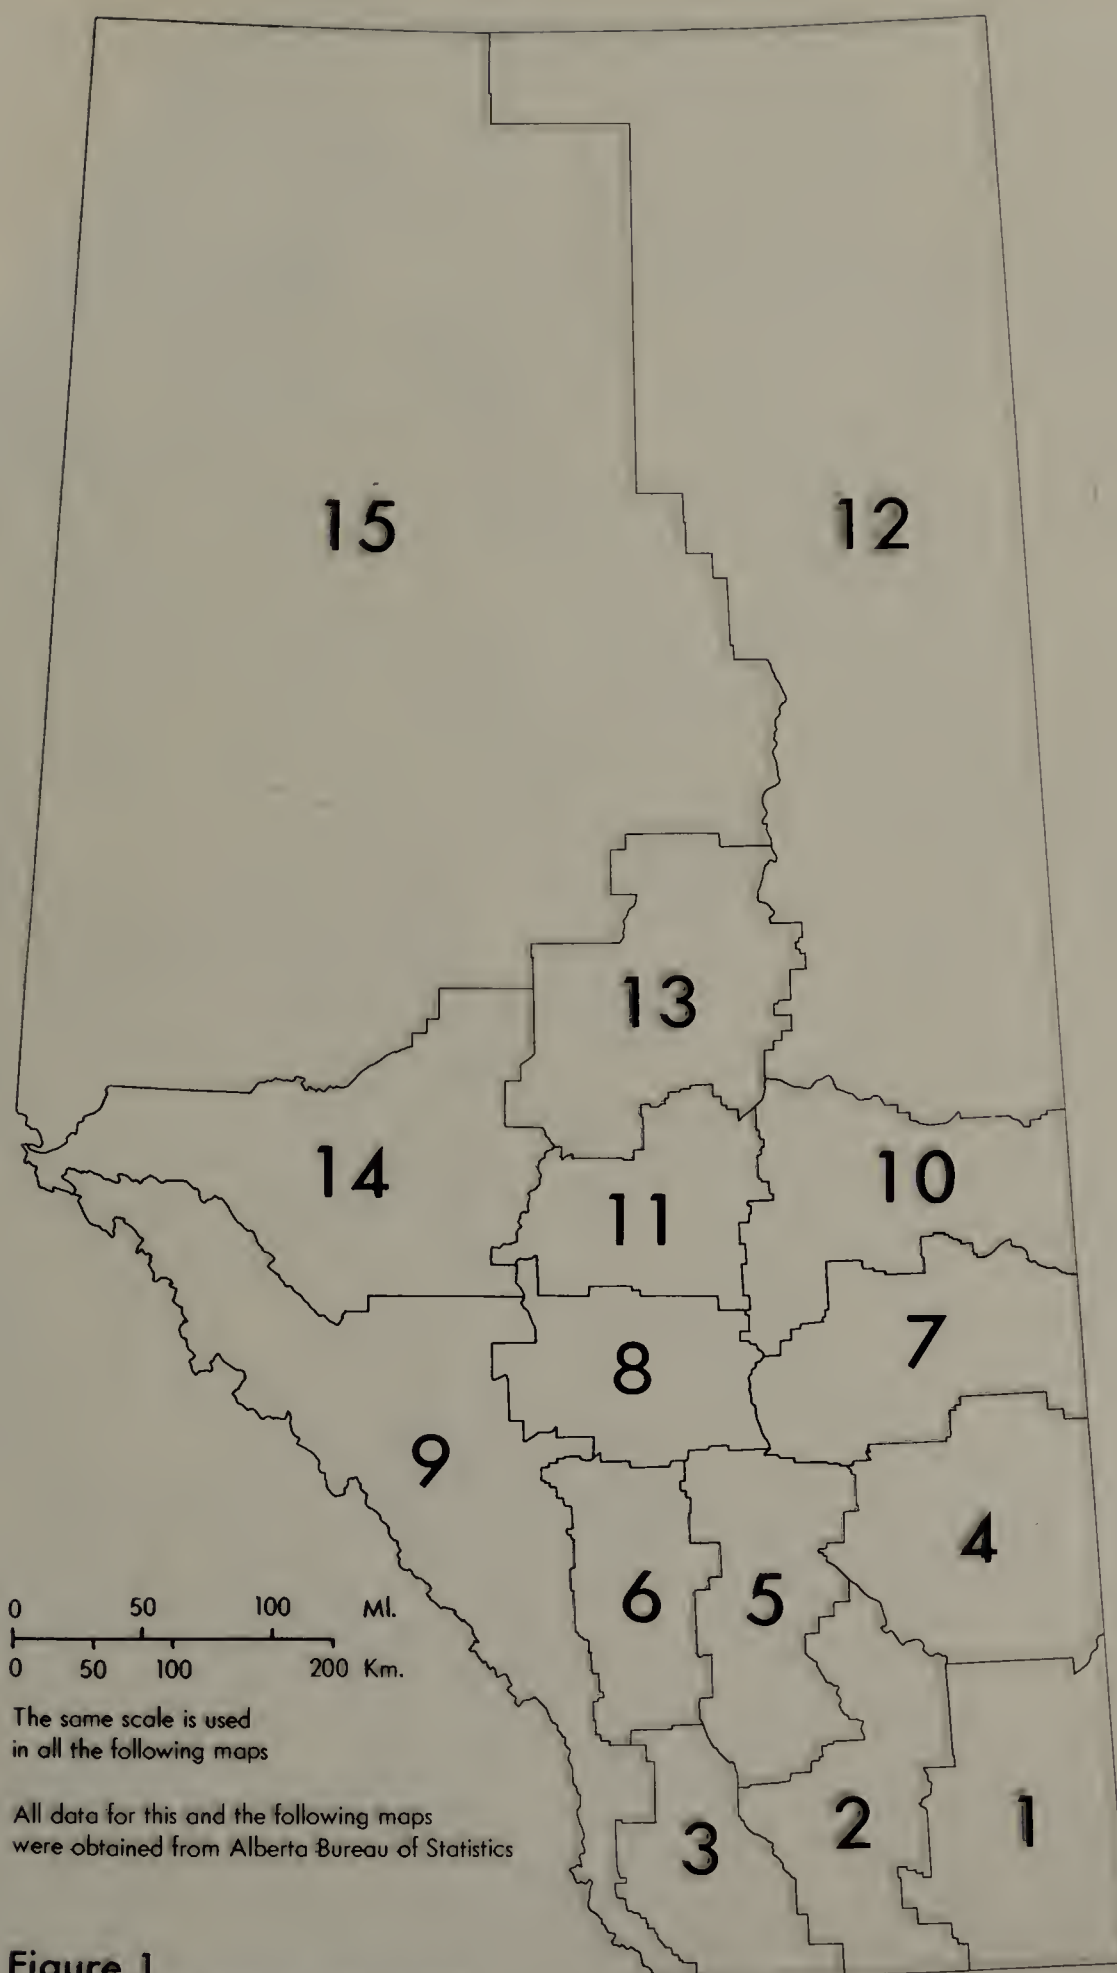 15
12
13
14
11
10
7
8
9
4
6
5
0 50 100 MI.
0 50 100 200 Km.
The same scale is used
in all the following maps
All data for this and the following maps
were obtained from Alberta Bureau of Statistics
3
2
1
Figure 1